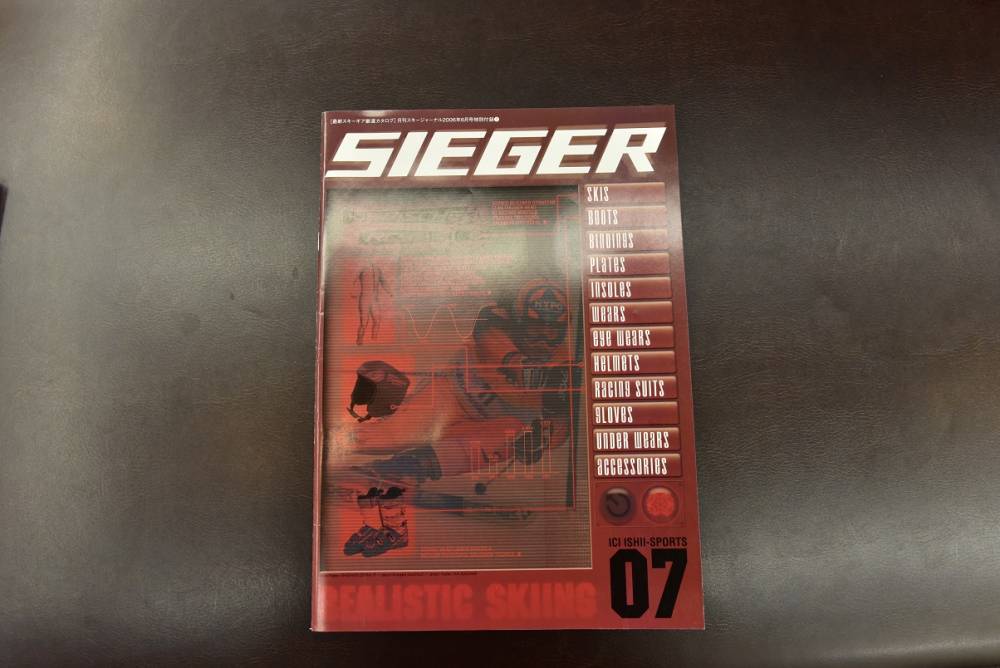 [最新スキーギア厳選カタログ] 月刊スキージャーナル2006年6月号特別付録
SIEGER
SKIS
BOOTS
BINDINGS
PLATES
INSOLES
WEARS
EYE WEARS
HELMETS
RACING SUITS
GLOVES
UNDER WEARS
ACCESSORIES
ICI ISHII-SPORTS
07
REALISTIC SKIING